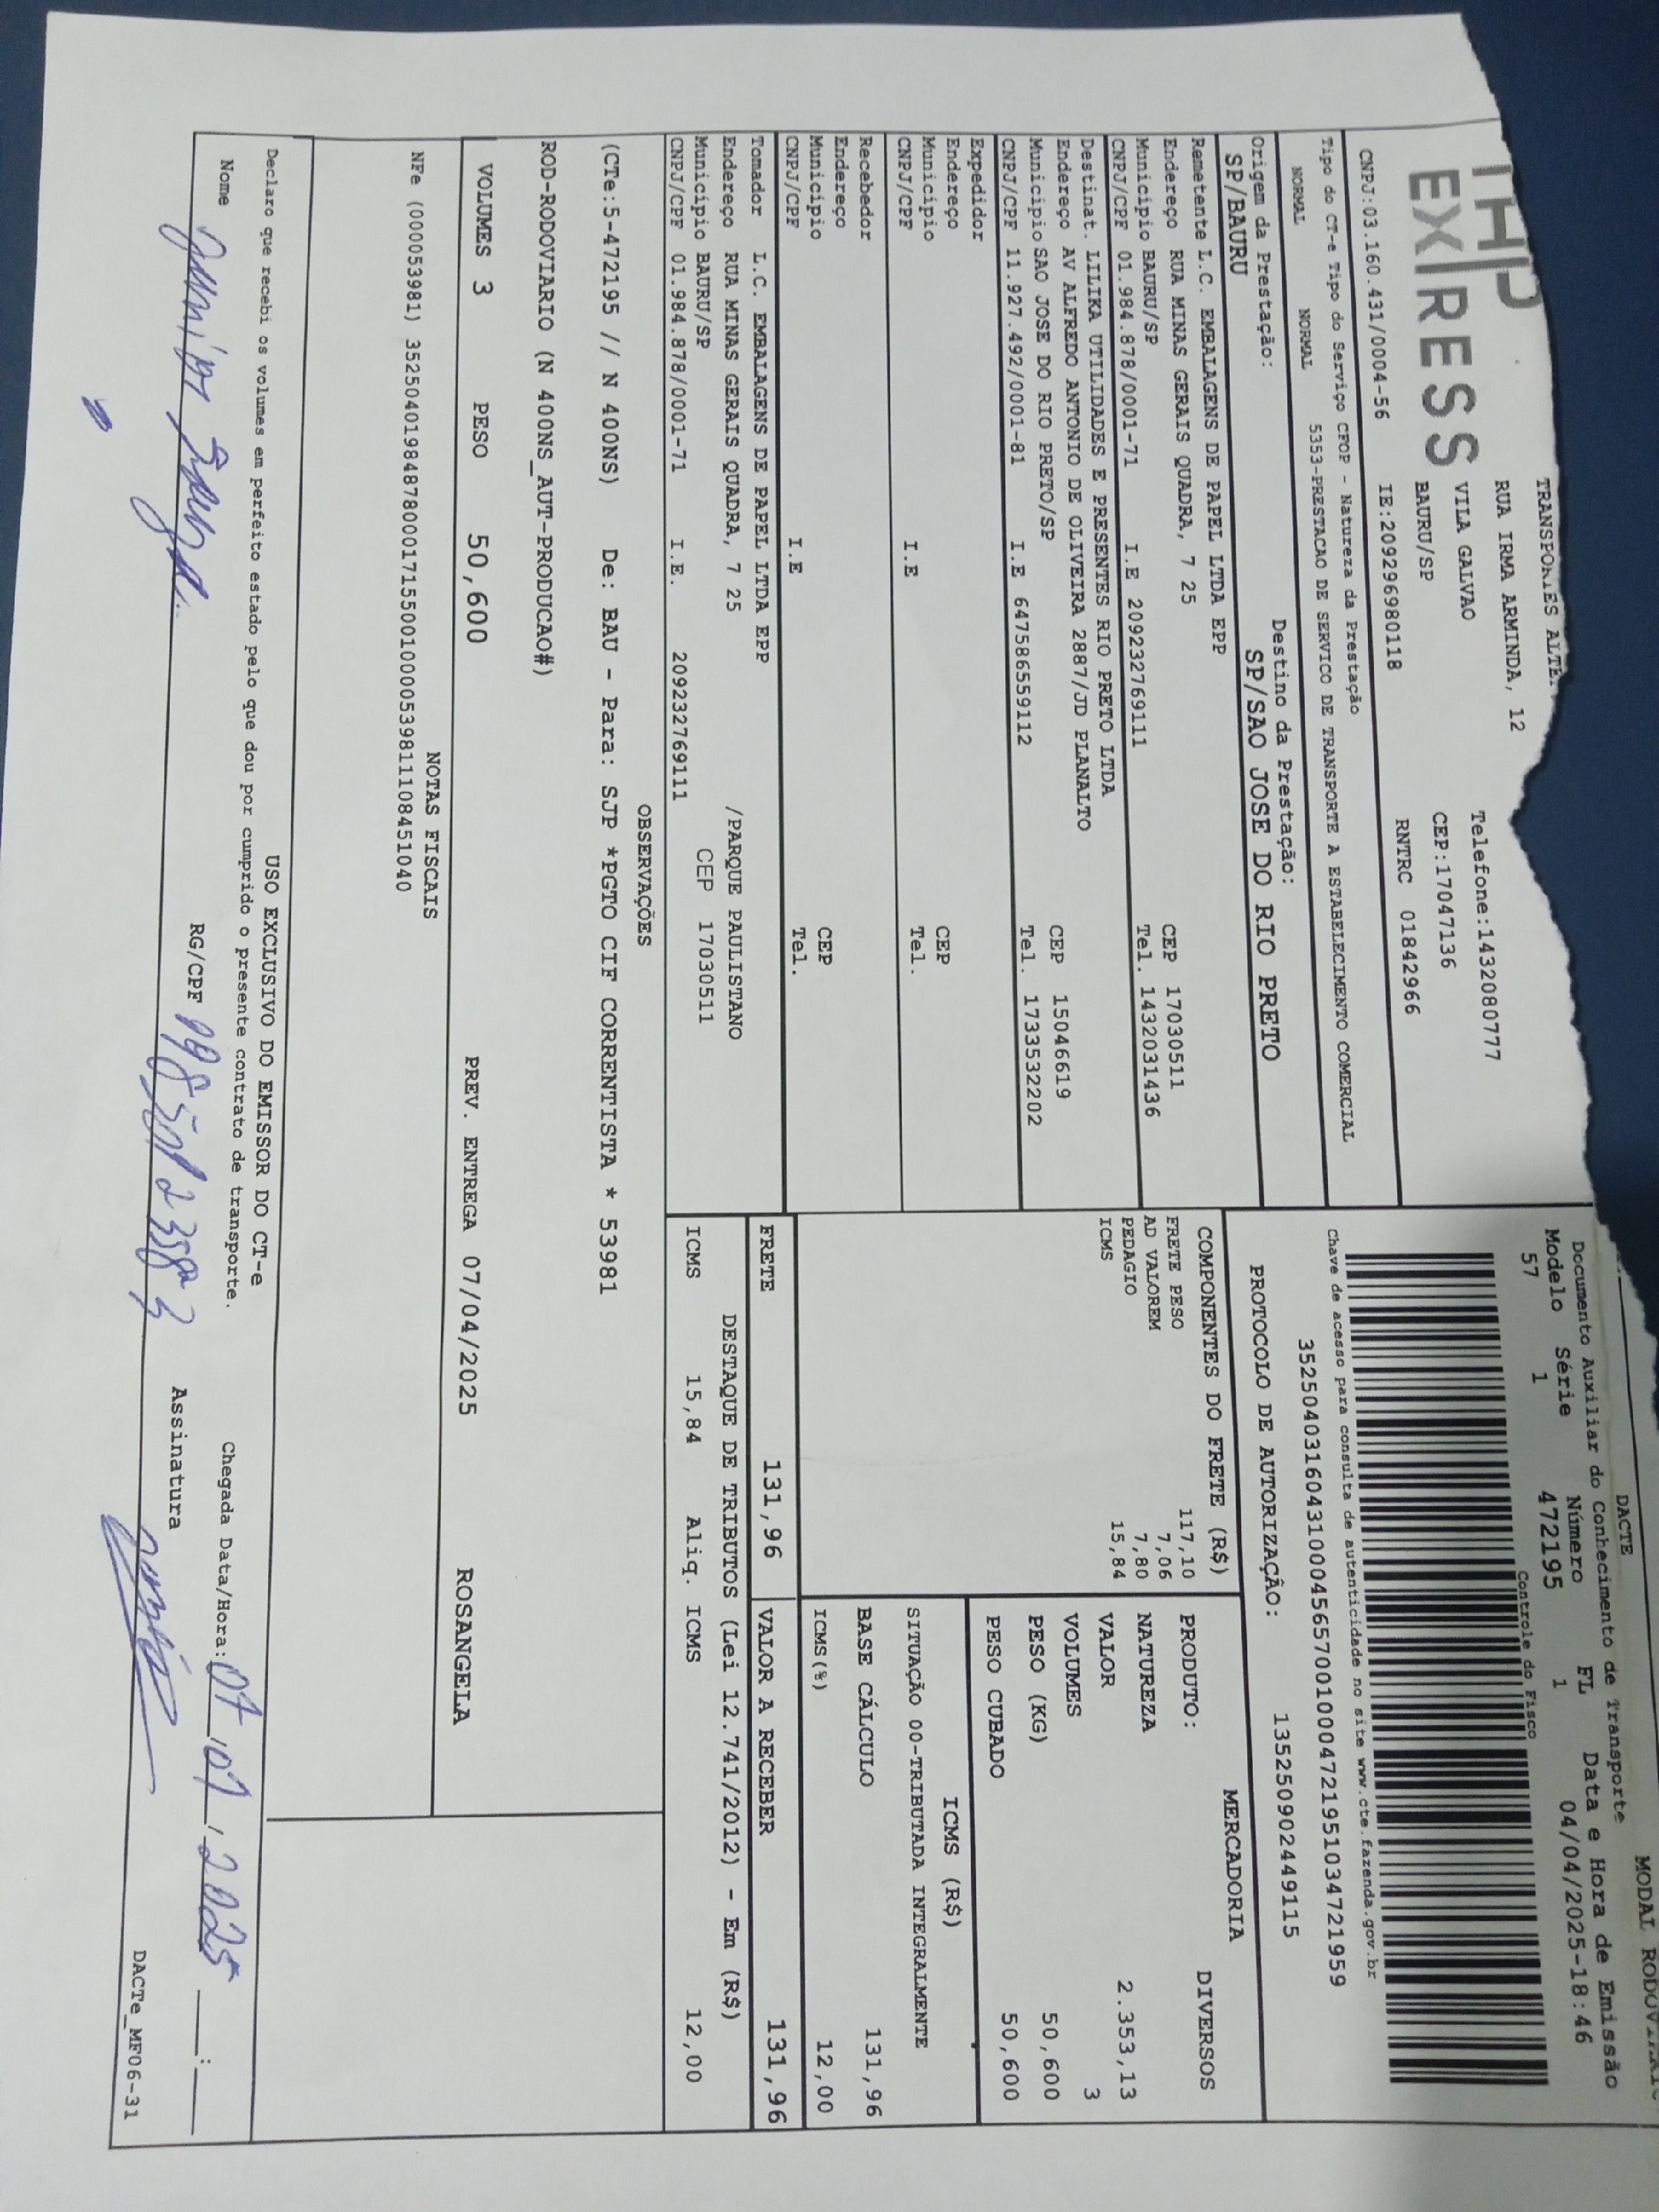 MODAL
DACTE
Documento Auxiliar do Conhecimento de Transporte
Modelo Série Número FL Data e Hora de Emissão
57 1 472195 1 04/04/2025-18:46
Controle do Fisco
EXPRESS
TRANSPORTES
RUA IRMA ARMINDA, 12
VILA GALVAO
BAURU/SP
Telefone:1432080777
CEP:17047136
CNPJ:03.160.431/0004-56 IE:209296980118 RNTRC 01842966
Tipo do CT-e Tipo do Serviço CFOP - Natureza da Prestação
NORMAL NORMAL 5353-PRESTACAO DE SERVICO DE TRANSPORTE A ESTABELECIMENTO COMERCIAL
Chave de acesso para consulta de autenticidade no site www.cte.fazenda.gov.br
35250403160431000456570010004721951034721959
Origem da Prestação: Destino da Prestação:
SP/BAURU SP/SAO JOSE DO RIO PRETO
PROTOCOLO DE AUTORIZAÇÃO: 135250902449115
Remetente L.C. EMBALAGENS DE PAPEL LTDA EPP
Endereço RUA MINAS GERAIS QUADRA, 7 25 CEP 17030511
Município BAURU/SP Tel. 1432031436
CNPJ/CPF 01.984.878/0001-71 I.E 209232769111
Destinat. LILIKA UTILIDADES E PRESENTES RIO PRETO LTDA
Endereço AV ALFREDO ANTONIO DE OLIVEIRA 2887/JD PLANALTO CEP 15046619
Município SAO JOSE DO RIO PRETO/SP Tel. 1733532202
CNPJ/CPF 11.927.492/0001-81 I.E 647586559112
Expedidor
Endereço CEP
Município Tel.
CNPJ/CPF I.E
Recebedor
Endereço CEP
Município Tel.
CNPJ/CPF I.E
COMPONENTES DO FRETE (R$)
FRETE PESO 117,10
AD VALOREM 7,06
PEDAGIO 7,80
ICMS 15,84
MERCADORIA
PRODUTO: DIVERSOS
NATUREZA
VALOR 2.353,13
VOLUMES 3
PESO (KG) 50,600
PESO CUBADO 50,600
ICMS (R$)
SITUAÇÃO 00-TRIBUTADA INTEGRALMENTE
BASE CÁLCULO 131,96
ICMS(%) 12,00
Tomador L.C. EMBALAGENS DE PAPEL LTDA EPP
Endereço RUA MINAS GERAIS QUADRA, 7 25 /PARQUE PAULISTANO
Município BAURU/SP CEP 17030511
CNPJ/CPF 01.984.878/0001-71 I.E. 209232769111
FRETE 131,96 VALOR A RECEBER 131,96
DESTAQUE DE TRIBUTOS (Lei 12.741/2012) - Em (R$)
ICMS 15,84 Aliq. ICMS 12,00
OBSERVAÇÕES
(CTe:5-472195 // N 400NS) De: BAU - Para: SJP *PGTO CIF CORRENTISTA * 53981
ROD-RODOVIARIO (N 400NS_AUT-PRODUCAO#)
VOLUMES 3 PESO 50,600 PREV. ENTREGA 07/04/2025 ROSANGELA
NOTAS FISCAIS
NFe (000053981) 35250401984878000171550010000539811108451040
USO EXCLUSIVO DO EMISSOR DO CT-e
Declaro que recebi os volumes em perfeito estado pelo que dou por cumprido o presente contrato de transporte.
Nome RG/CPF Assinatura
Chegada Data/Hora: 2025 __:__
DACTe_MF06-31